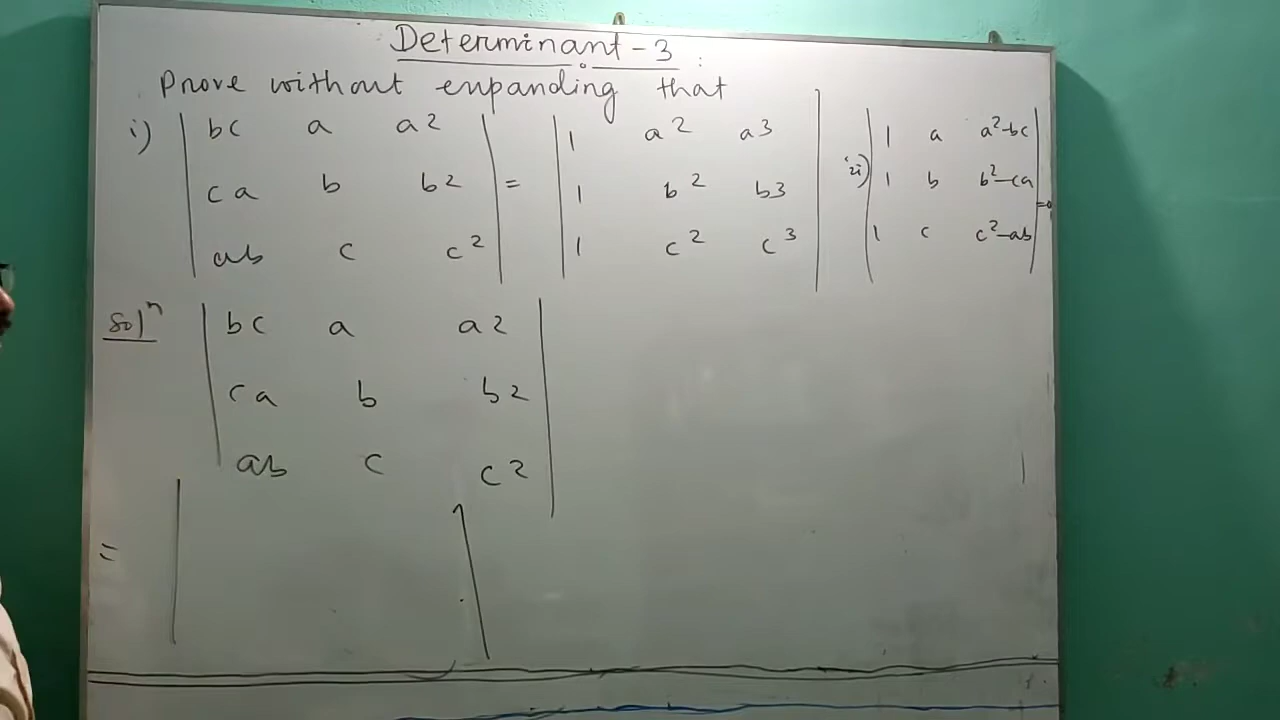 Determinant-3
Prove without enpanding that
i) | bc a a2 | = | 1 a2 a3 | ii) | 1 a a2-bc |
| ca b b2 | = | 1 b2 b3 | | 1 b b2-ca | =0
| ab c c2 | | 1 c2 c3 | | 1 c c2-ab |
Soln | bc a a2 |
| ca b b2 |
| ab c c2 |
= | |